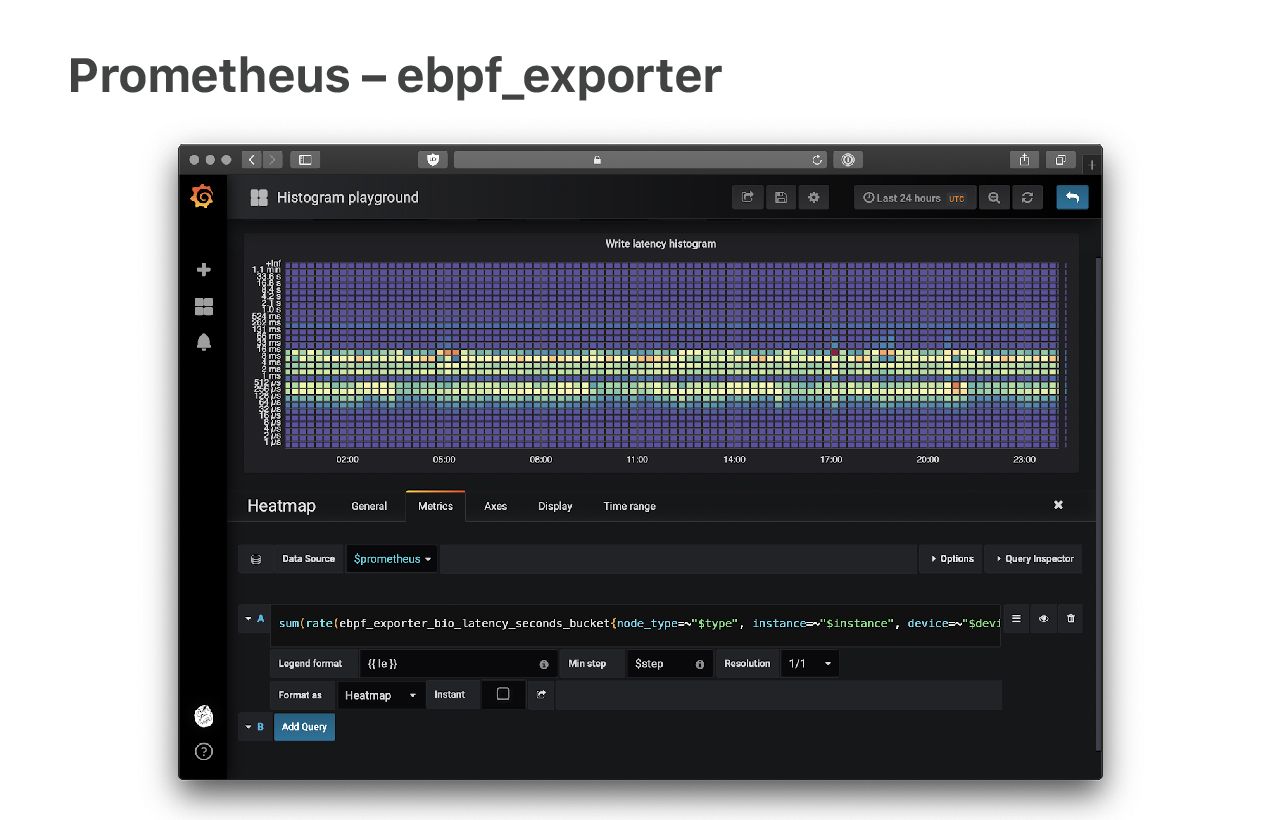 Prometheus – ebpf_exporter
Histogram playground
Last 24 hours UTC
Write latency histogram
+Inf
1.1 min
33.6 s
16.8 s
8.4 s
4.2 s
2.1 s
1.0 s
524 ms
262 ms
131 ms
16 ms
8 ms
4 ms
2 ms
1 ms
512 µs
256 µs
128 µs
64 µs
32 µs
16 µs
4 µs
2 µs
1 µs
02:00 05:00 08:00 11:00 14:00 17:00 20:00 23:00
Heatmap General Metrics Axes Display Time range
Data Source $prometheus Options Query Inspector
A sum(rate(ebpf_exporter_bio_latency_seconds_bucket{node_type=~"$type", instance=~"$instance", device=~"$devi
Legend format {{le}} Min step $step Resolution 1/1
Format as Heatmap Instant
B Add Query